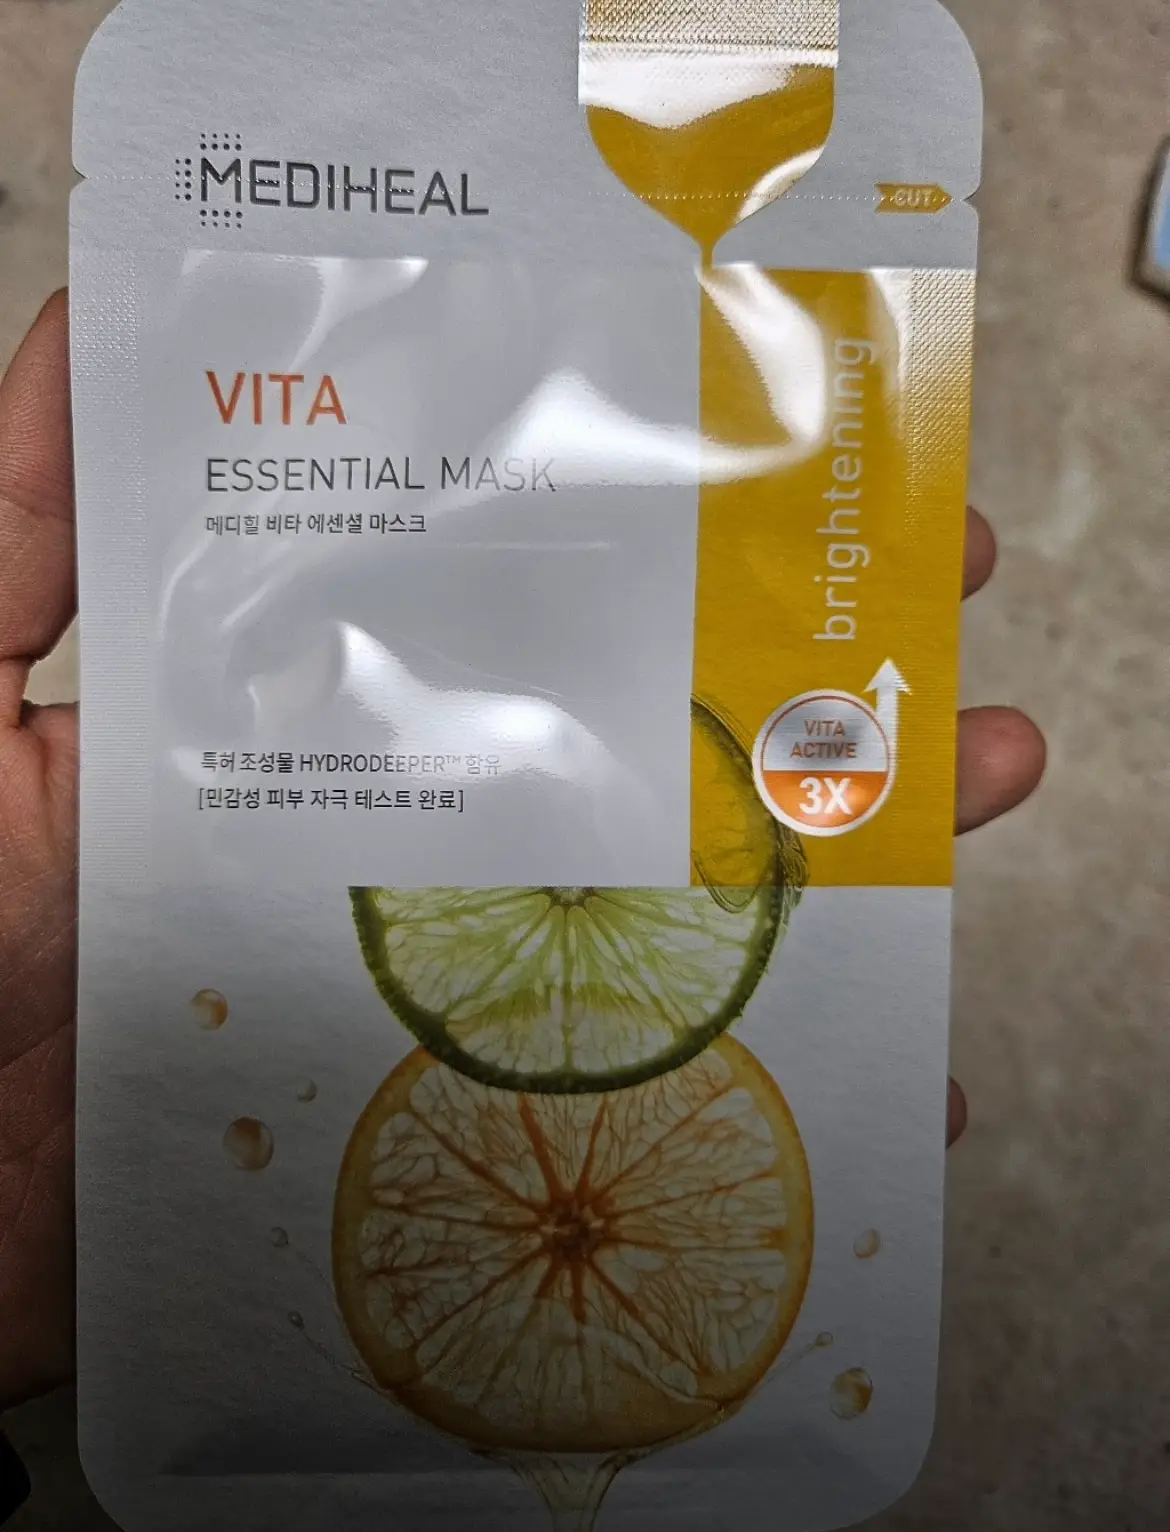 MEDIHEAL
CUT
VITA
ESSENTIAL MASK
메디힐 비타 에센셜 마스크
brightening
VITA
ACTIVE
3X
특허 조성물 HYDRODEEPER™ 함유
[민감성 피부 자극 테스트 완료]